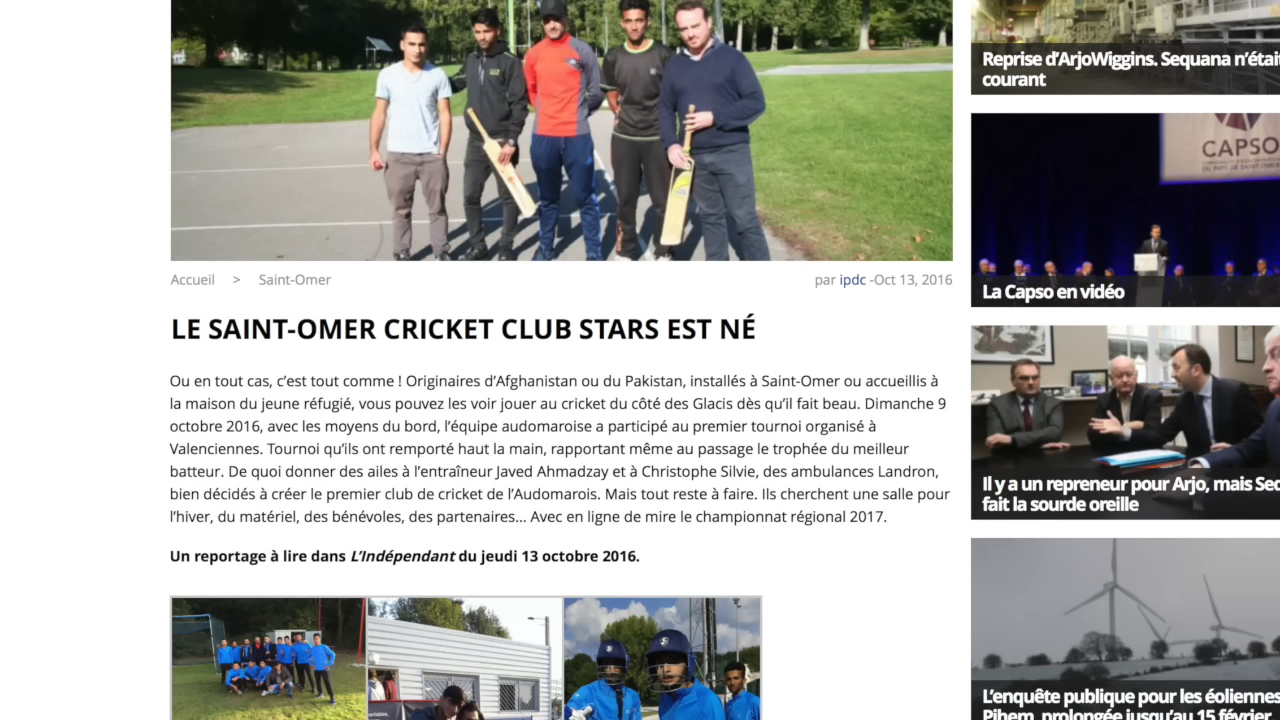 Accueil > Saint-Omer
par ipdc -Oct 13, 2016
LE SAINT-OMER CRICKET CLUB STARS EST NÉ
Ou en tout cas, c'est tout comme ! Originaires d'Afghanistan ou du Pakistan, installés à Saint-Omer ou accueillis à
la maison du jeune réfugié, vous pouvez les voir jouer au cricket du côté des Glacis dès qu'il fait beau. Dimanche 9
octobre 2016, avec les moyens du bord, l'équipe audomaroise a participé au premier tournoi organisé à
Valenciennes. Tournoi qu'ils ont remporté haut la main, rapportant même au passage le trophée du meilleur
batteur. De quoi donner des ailes à l'entraîneur Javed Ahmadzay et à Christophe Silvie, des ambulances Landron,
bien décidés à créer le premier club de cricket de l'Audomarois. Mais tout reste à faire. Ils cherchent une salle pour
l'hiver, du matériel, des bénévoles, des partenaires... Avec en ligne de mire le championnat régional 2017.
Un reportage à lire dans L'Indépendant du jeudi 13 octobre 2016.
Reprise d'ArjoWiggins. Sequana n'étai
courant
CAPSO
La Capso en vidéo
Il y a un repreneur pour Arjo, mais Seq
fait la sourde oreille
L'enquête publique pour les éoliennes
Pihem, prolongée jusqu'au 15 février